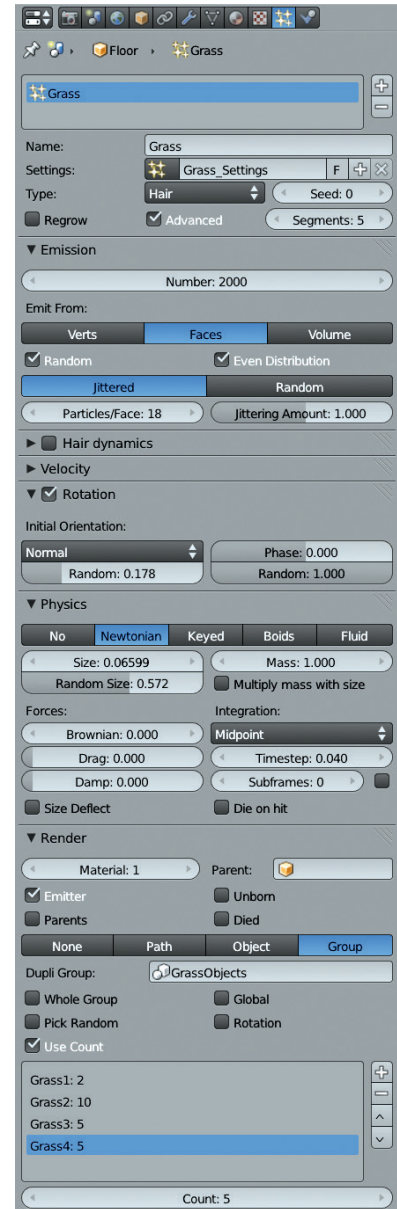 Floor Grass
Grass
Name: Grass
Settings: Grass_Settings F
Type: Hair Seed: 0
Regrow Advanced Segments: 5
Emission
Number: 2000
Emit From:
Verts Faces Volume
Random Even Distribution
Jittered Random
Particles/Face: 18 Jittering Amount: 1.000
Hair dynamics
Velocity
Rotation
Initial Orientation:
Normal Phase: 0.000
Random: 0.178 Random: 1.000
Physics
No Newtonian Keyed Boids Fluid
Size: 0.06599 Mass: 1.000
Random Size: 0.572 Multiply mass with size
Forces: Integration:
Brownian: 0.000 Midpoint
Drag: 0.000 Timestep: 0.040
Damp: 0.000 Subframes: 0
Size Deflect Die on hit
Render
Material: 1 Parent:
Emitter Unborn
Parents Died
None Path Object Group
Dupli Group: GrassObjects
Whole Group Global
Pick Random Rotation
Use Count
Grass1: 2
Grass2: 10
Grass3: 5
Grass4: 5
Count: 5